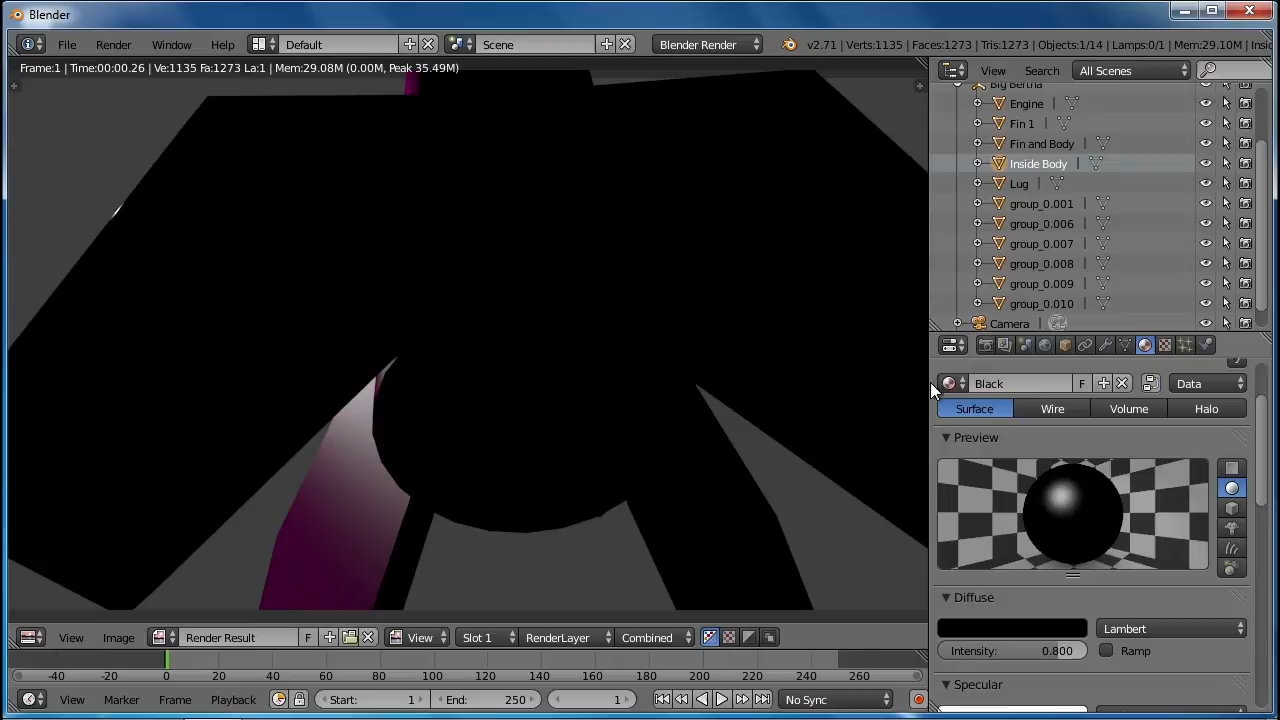 Blender
File Render Window Help Default Scene Blender Render v2.71 | Verts:1135 | Faces:1273 | Tris:1273 | Objects:1/14 | Lamps:0/1 | Mem:29.10M |
Frame:1 | Time:00:00.26 | Ve:1135 Fa:1273 La:1 | Mem:29.08M (0.00M, Peak 35.49M)
View Search All Scenes
Big Bertha
Engine
Fin 1
Fin and Body
Inside Body
Lug
group_0.001
group_0.006
group_0.007
group_0.008
group_0.009
group_0.010
Camera
Black F Data
Surface Wire Volume Halo
Preview
Diffuse
Lambert
Intensity: 0.800 Ramp
Specular
View Image Render Result F View Slot 1 RenderLayer Combined
-40 -20 0 20 40 60 80 100 120 140 160 180 200 220 240 260
View Marker Frame Playback Start: 1 End: 250 1 No Sync